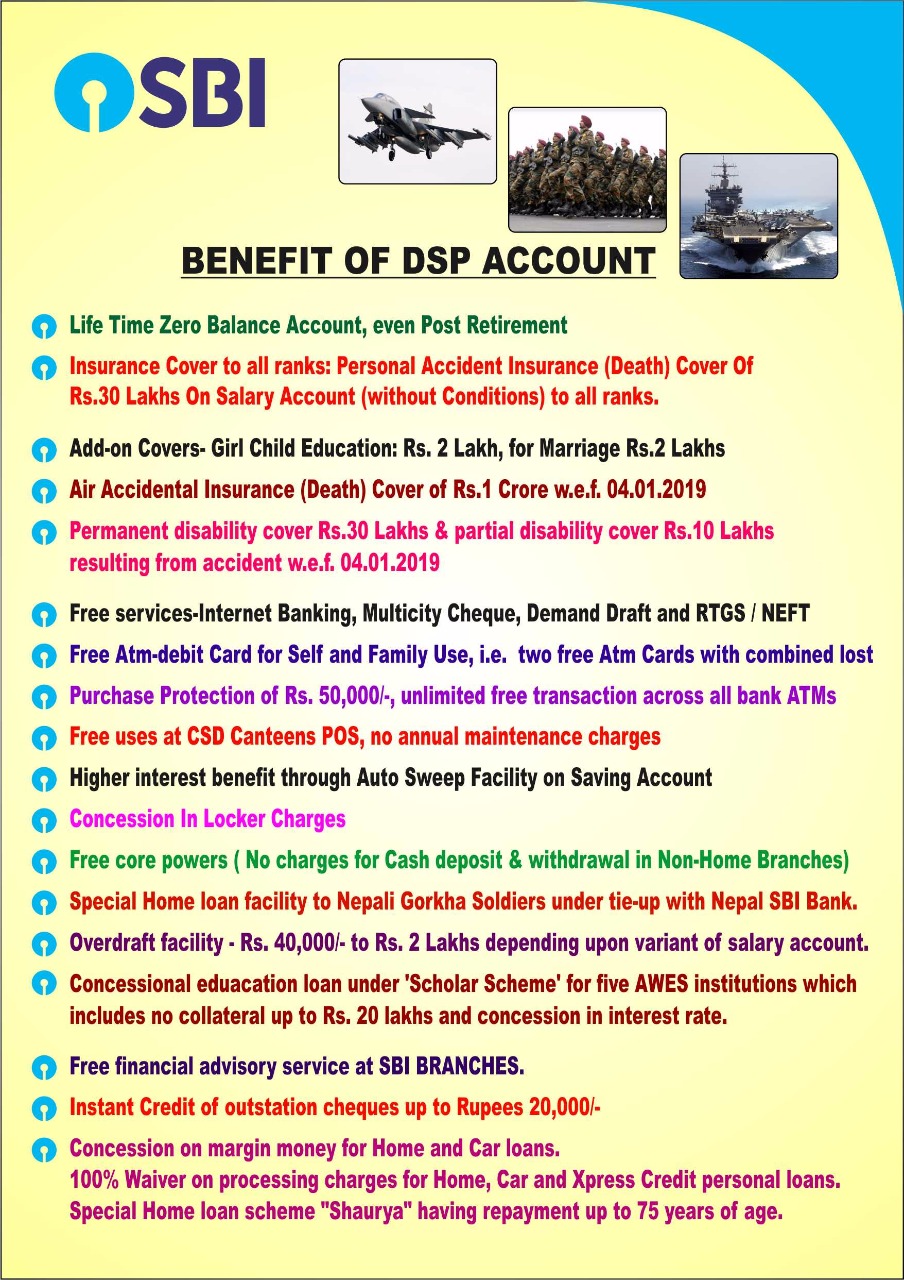 SBI
BENEFIT OF DSP ACCOUNT
Life Time Zero Balance Account, even Post Retirement
Insurance Cover to all ranks: Personal Accident Insurance (Death) Cover Of
Rs.30 Lakhs On Salary Account (without Conditions) to all ranks.
Add-on Covers- Girl Child Education: Rs. 2 Lakh, for Marriage Rs.2 Lakhs
Air Accidental Insurance (Death) Cover of Rs.1 Crore w.e.f. 04.01.2019
Permanent disability cover Rs.30 Lakhs & partial disability cover Rs.10 Lakhs
resulting from accident w.e.f. 04.01.2019
Free services-Internet Banking, Multicity Cheque, Demand Draft and RTGS / NEFT
Free Atm-debit Card for Self and Family Use, i.e. two free Atm Cards with combined lost
Purchase Protection of Rs. 50,000/-, unlimited free transaction across all bank ATMs
Free uses at CSD Canteens POS, no annual maintenance charges
Higher interest benefit through Auto Sweep Facility on Saving Account
Concession In Locker Charges
Free core powers ( No charges for Cash deposit & withdrawal in Non-Home Branches)
Special Home loan facility to Nepali Gorkha Soldiers under tie-up with Nepal SBI Bank.
Overdraft facility - Rs. 40,000/- to Rs. 2 Lakhs depending upon variant of salary account.
Concessional eduacation loan under 'Scholar Scheme' for five AWES institutions which
includes no collateral up to Rs. 20 lakhs and concession in interest rate.
Free financial advisory service at SBI BRANCHES.
Instant Credit of outstation cheques up to Rupees 20,000/-
Concession on margin money for Home and Car loans.
100% Waiver on processing charges for Home, Car and Xpress Credit personal loans.
Special Home loan scheme "Shaurya" having repayment up to 75 years of age.